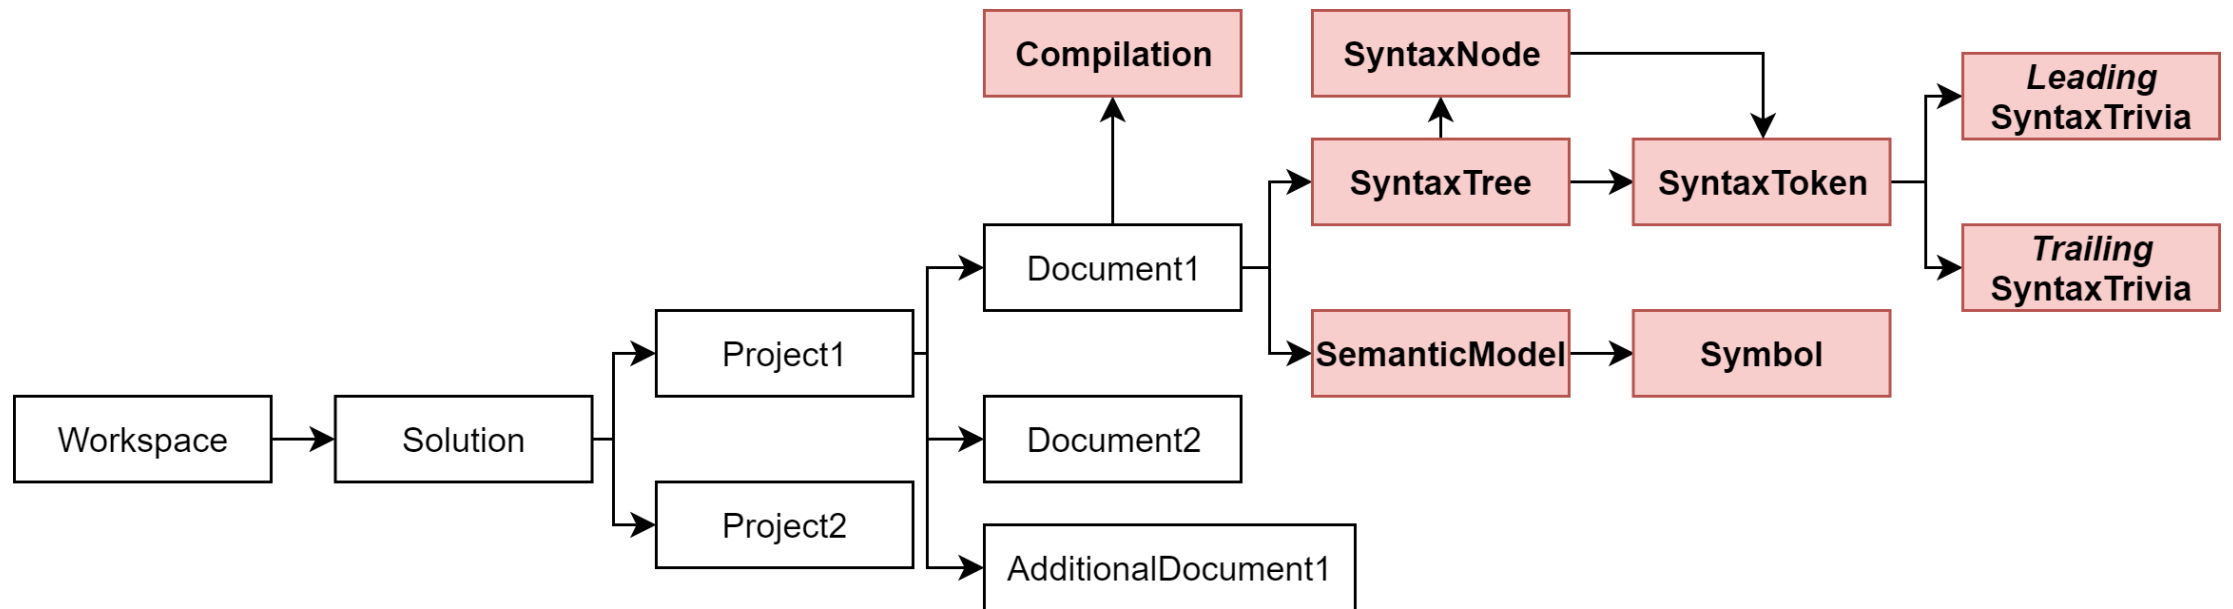 Compilation
SyntaxNode
Leading
SyntaxTrivia
SyntaxTree
SyntaxToken
Document1
Trailing
SyntaxTrivia
Project1
SemanticModel
Symbol
Workspace
Solution
Document2
Project2
AdditionalDocument1